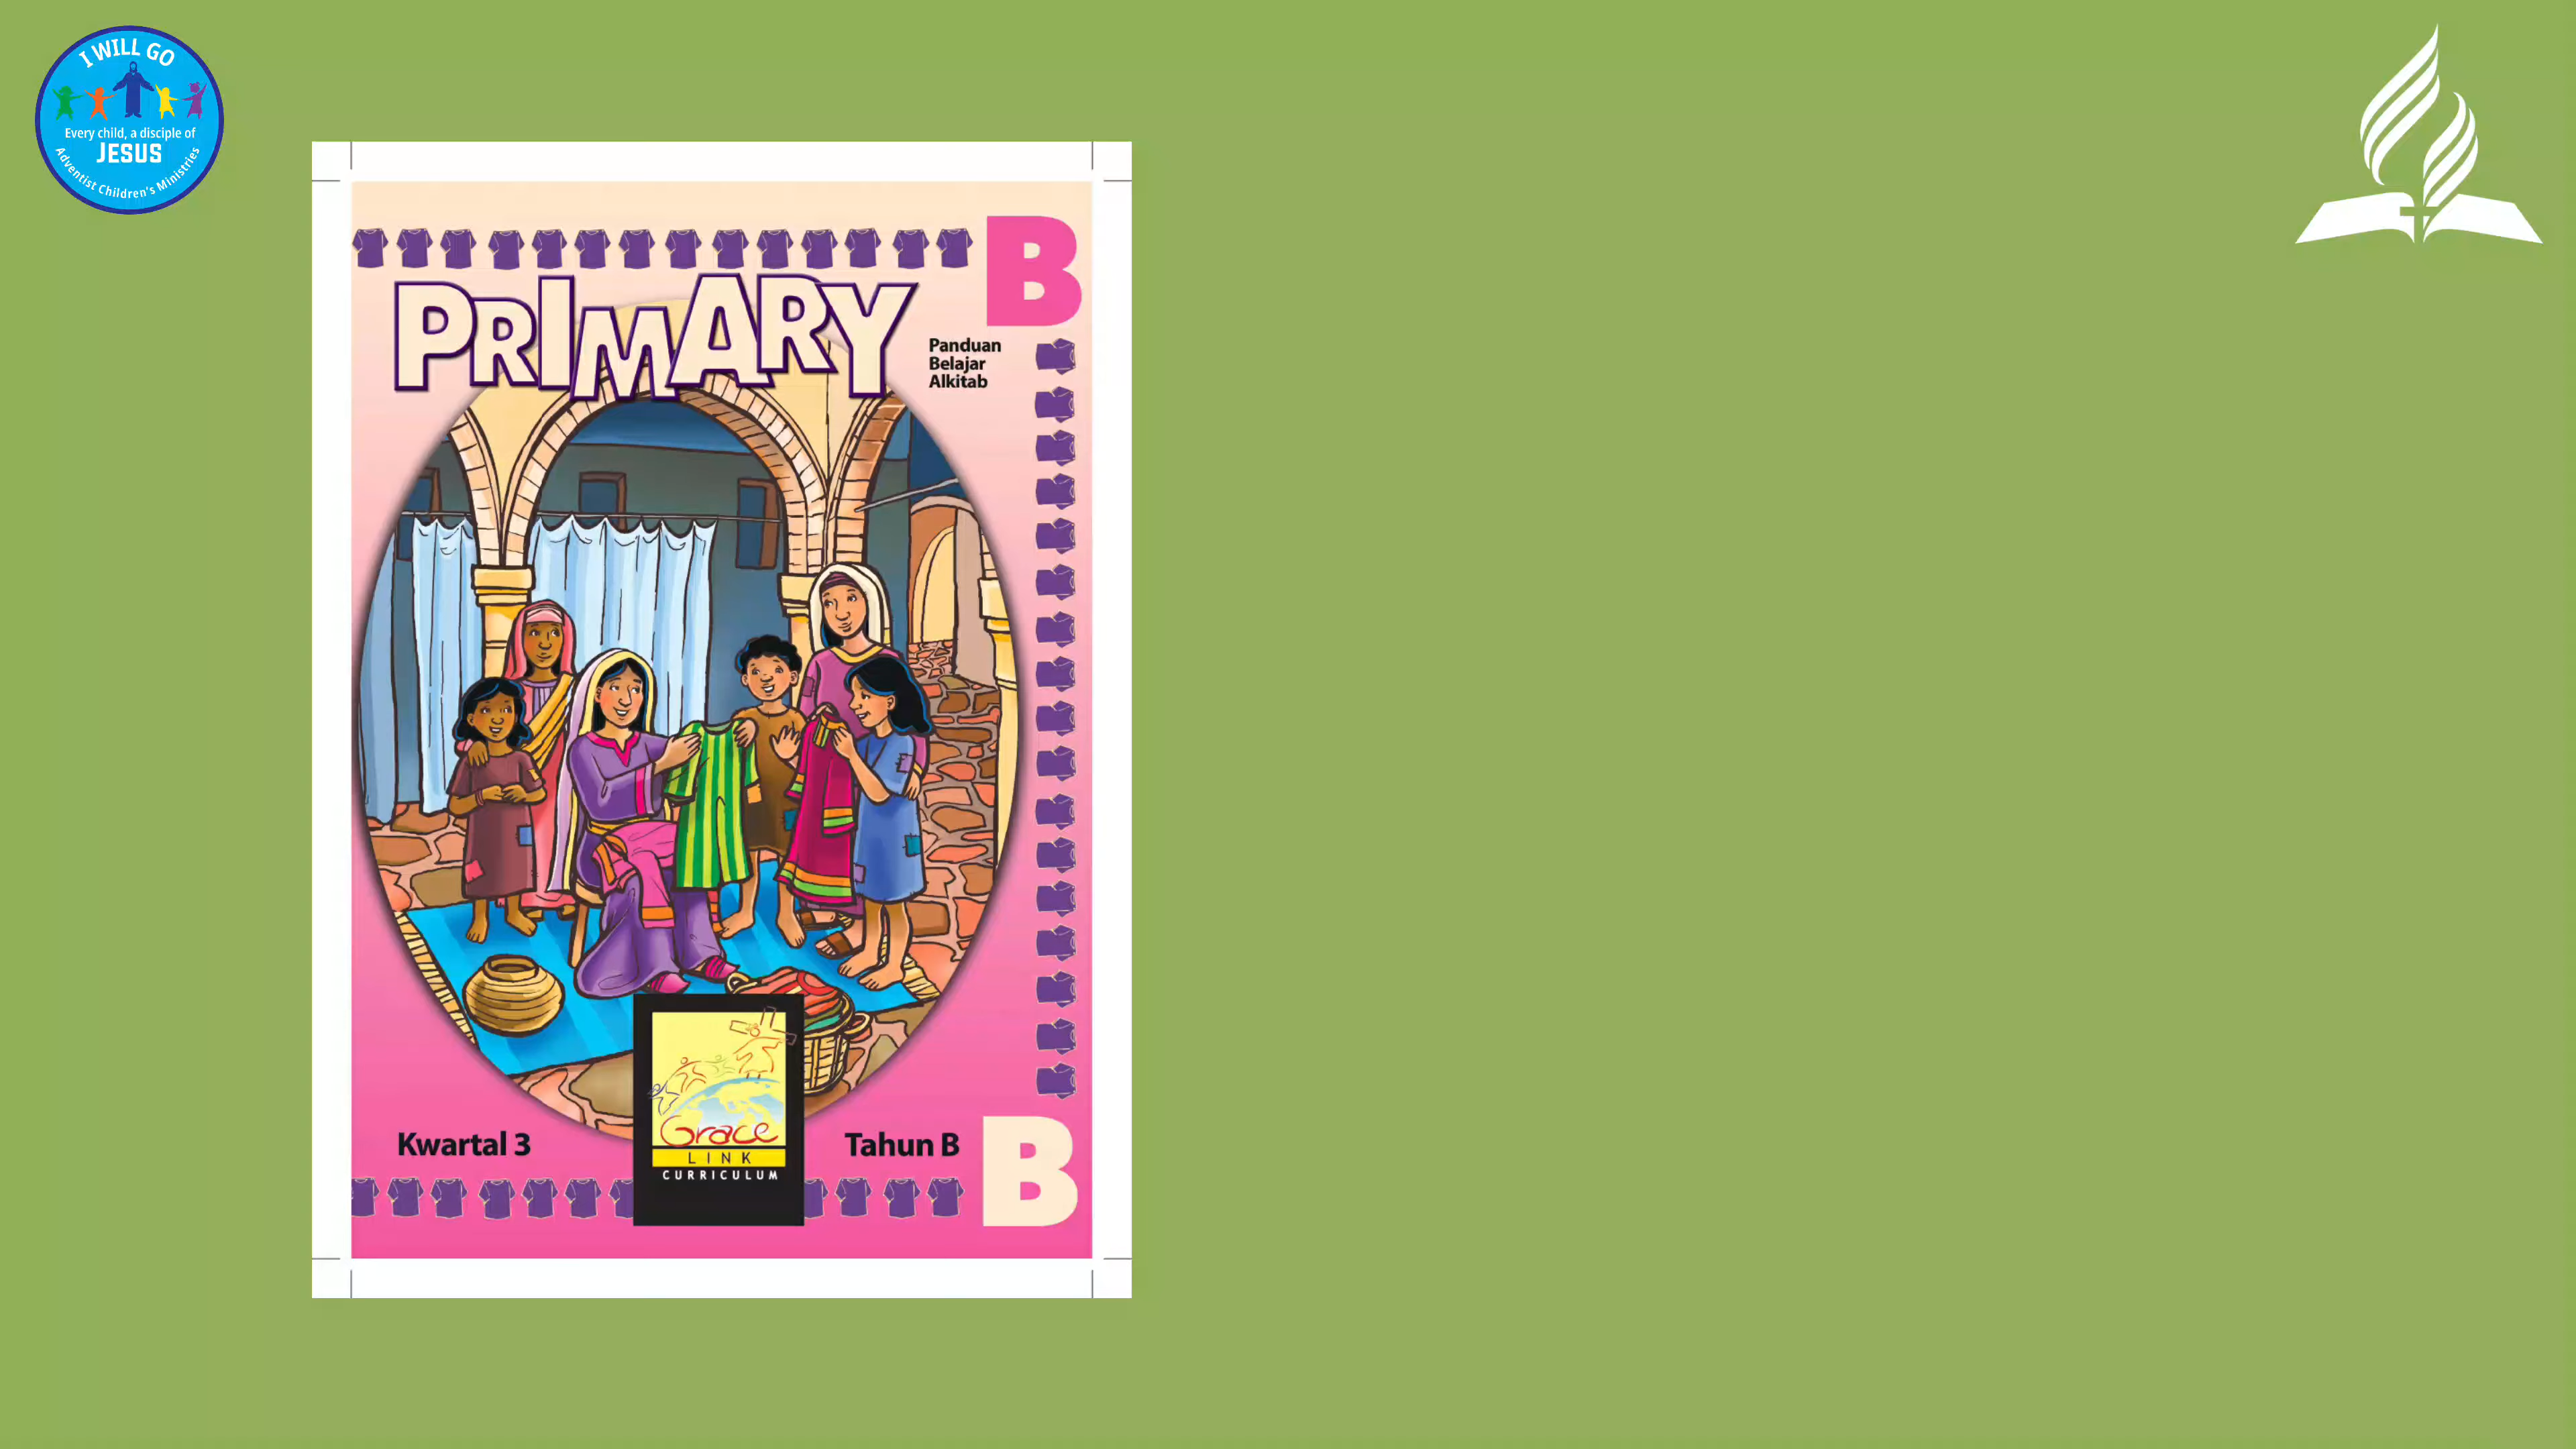 I WILL GO
Every child, a disciple of
JESUS
Adventist Children's Ministries
B
PRIMARY
Panduan
Belajar
Alkitab
Kwartal 3
Grace
LINK
CURRICULUM
Tahun B
B